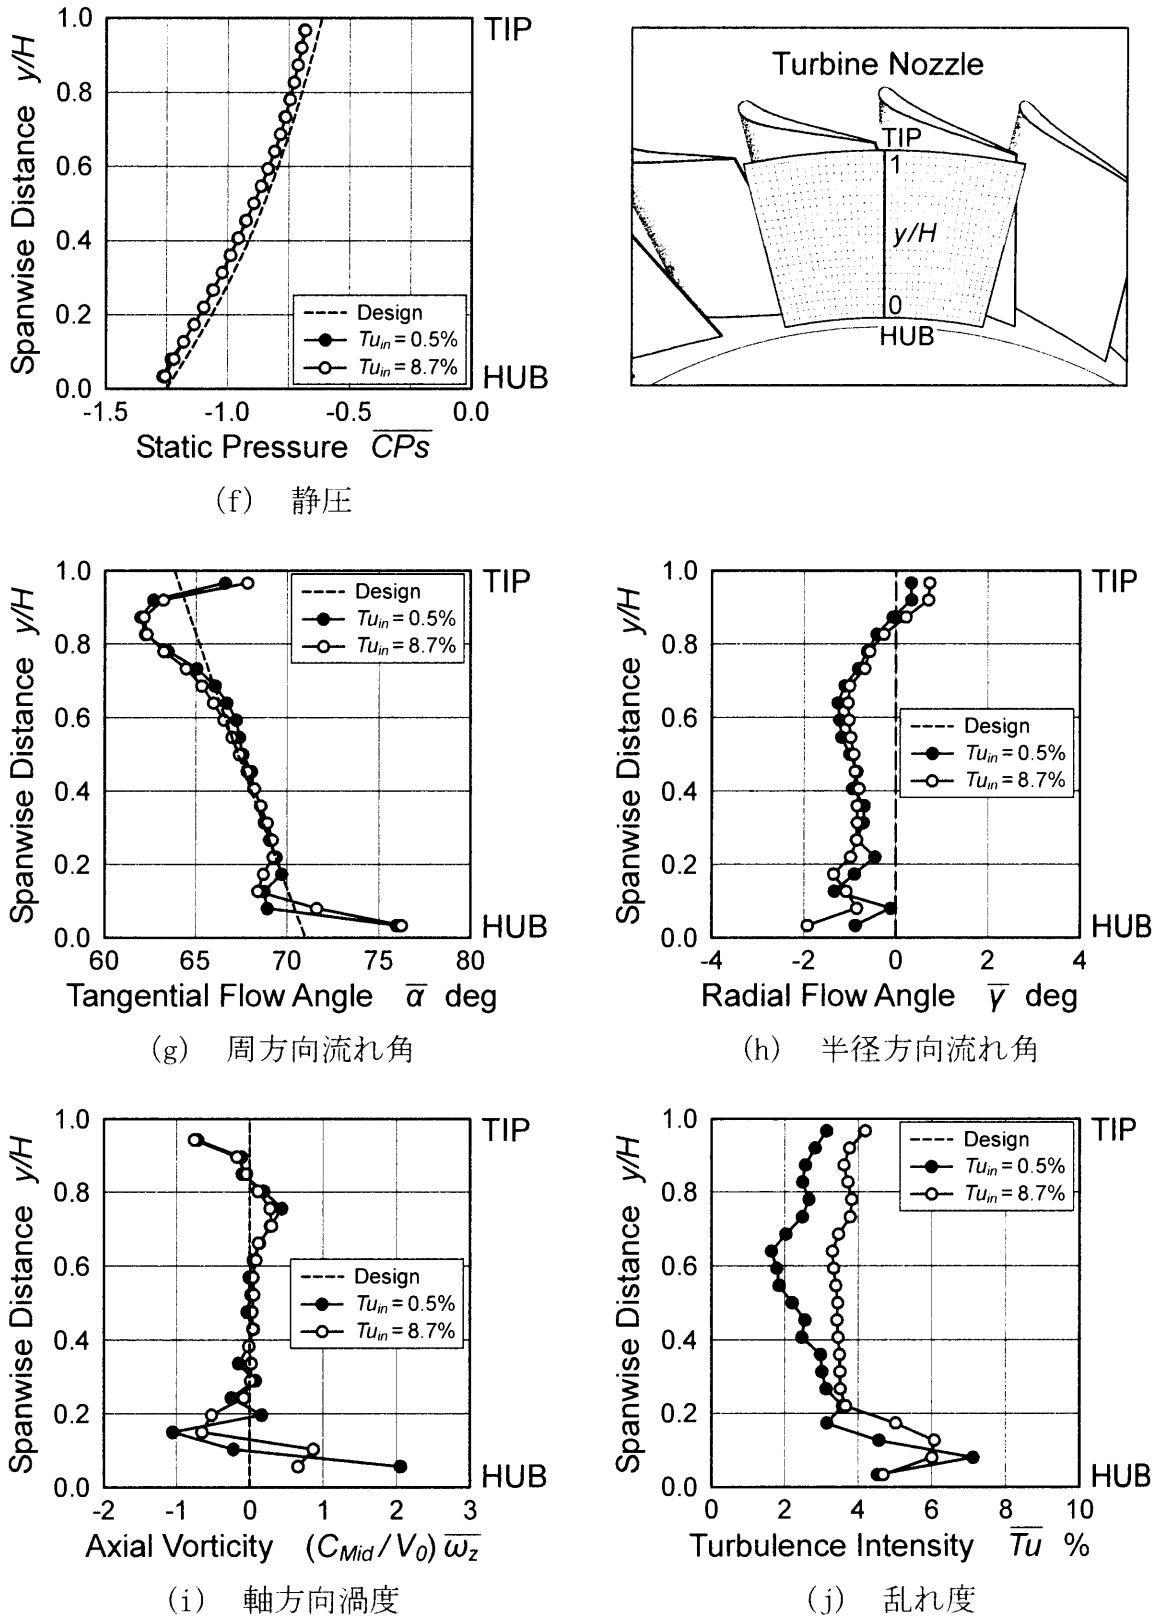 1.0
0.8
0.6
0.4
0.2
0.0
Spanwise Distance y/H
TIP
HUB
Design
Tuin = 0.5%
Tuin = 8.7%
-1.5 -1.0 -0.5 0.0
Static Pressure CPs
(f) 静圧
Turbine Nozzle
TIP
1
y/H
0
HUB
1.0
0.8
0.6
0.4
0.2
0.0
Spanwise Distance y/H
TIP
HUB
Design
Tuin = 0.5%
Tuin = 8.7%
60 65 70 75 80
Tangential Flow Angle α deg
(g) 周方向流れ角
1.0
0.8
0.6
0.4
0.2
0.0
Spanwise Distance y/H
TIP
HUB
Design
Tuin = 0.5%
Tuin = 8.7%
-4 -2 0 2 4
Radial Flow Angle γ deg
(h) 半径方向流れ角
1.0
0.8
0.6
0.4
0.2
0.0
Spanwise Distance y/H
TIP
HUB
Design
Tuin = 0.5%
Tuin = 8.7%
-2 -1 0 1 2 3
Axial Vorticity (CMid / V0) ωz
(i) 軸方向渦度
1.0
0.8
0.6
0.4
0.2
0.0
Spanwise Distance y/H
TIP
HUB
Design
Tuin = 0.5%
Tuin = 8.7%
0 2 4 6 8 10
Turbulence Intensity Tu %
(j) 乱れ度